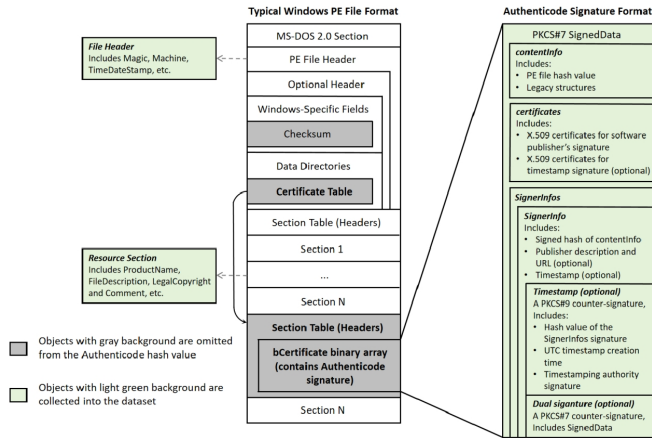 Typical Windows PE File Format
Authenticode Signature Format
File Header
Includes Magic, Machine,
TimeDateStamp, etc.
MS-DOS 2.0 Section
PE File Header
Optional Header
Windows-Specific Fields
Checksum
Data Directories
Certificate Table
Section Table (Headers)
Section 1
...
Section N
Section Table (Headers)
bCertificate binary array
(contains Authenticode
signature)
Section N
Resource Section
Includes ProductName,
FileDescription, LegalCopyright
and Comment, etc.
Objects with gray background are omitted
from the Authenticode hash value
Objects with light green background are
collected into the dataset
PKCS#7 SignedData
contentInfo
Includes:
• PE file hash value
• Legacy structures
certificates
Includes:
• X.509 certificates for software
publisher's signature
• X.509 certificates for
timestamp signature (optional)
SignerInfos
SignerInfo
Includes:
• Signed hash of contentInfo
• Publisher description and
URL (optional)
• Timestamp (optional)
Timestamp (optional)
A PKCS#9 counter-signature,
Includes:
• Hash value of the
SignerInfos signature
• UTC timestamp creation
time
• Timestamping authority
signature
Dual siganture (optional)
A PKCS#7 counter-signature,
Includes SignedData